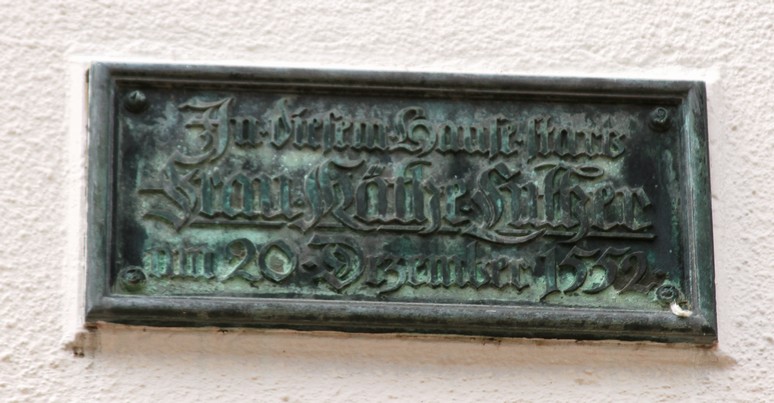 In diesem Hause starb
Frau Käthe Luther
am 20. Dezember 1552.